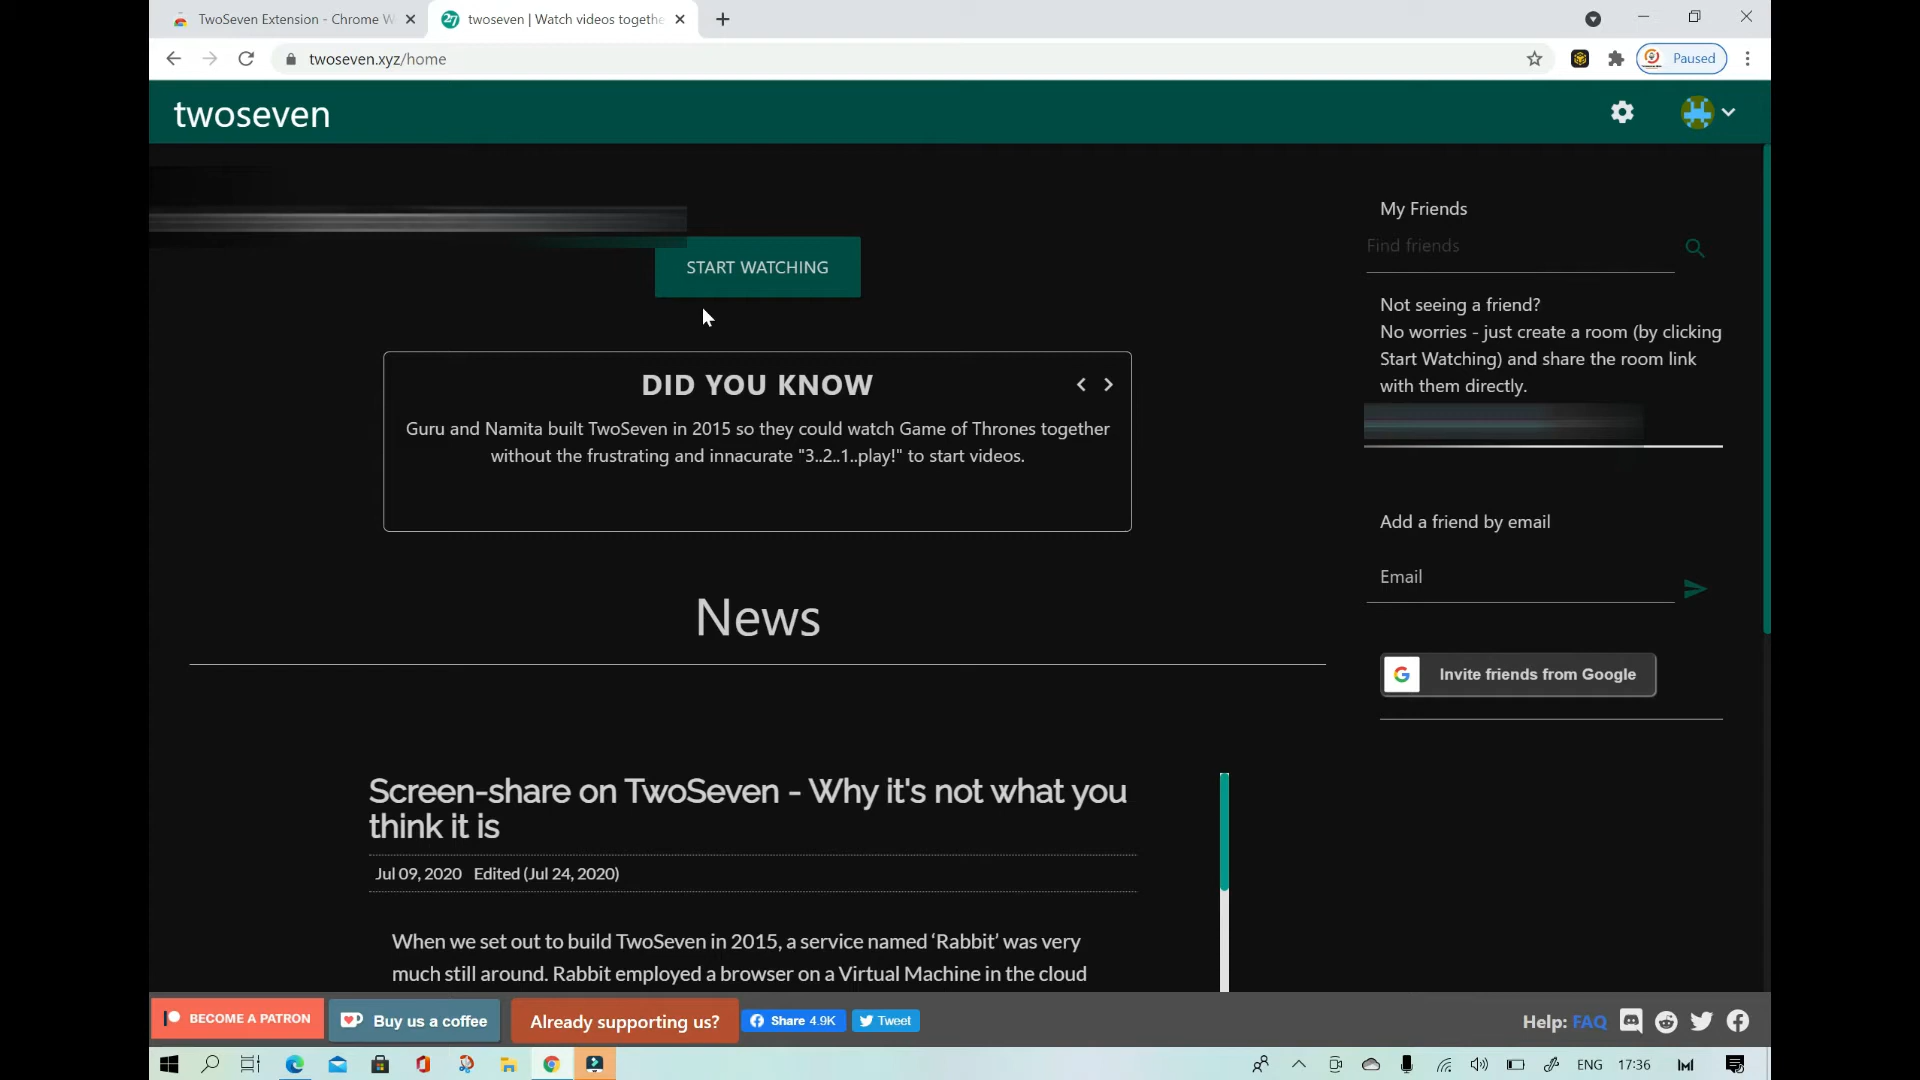 TwoSeven Extension - Chrome W
twoseven | Watch videos togethe
twoseven.xyz/home
Paused
twoseven
START WATCHING
DID YOU KNOW
Guru and Namita built TwoSeven in 2015 so they could watch Game of Thrones together
without the frustrating and innacurate "3..2..1..play!" to start videos.
News
Screen-share on TwoSeven - Why it's not what you
think it is
Jul 09, 2020 Edited (Jul 24, 2020)
When we set out to build TwoSeven in 2015, a service named ‘Rabbit’ was very
much still around. Rabbit employed a browser on a Virtual Machine in the cloud
My Friends
Find friends
Not seeing a friend?
No worries - just create a room (by clicking
Start Watching) and share the room link
with them directly.
Add a friend by email
Email
Invite friends from Google
BECOME A PATRON
Buy us a coffee
Already supporting us?
Share 4.9K
Tweet
Help: FAQ
ENG
17:36